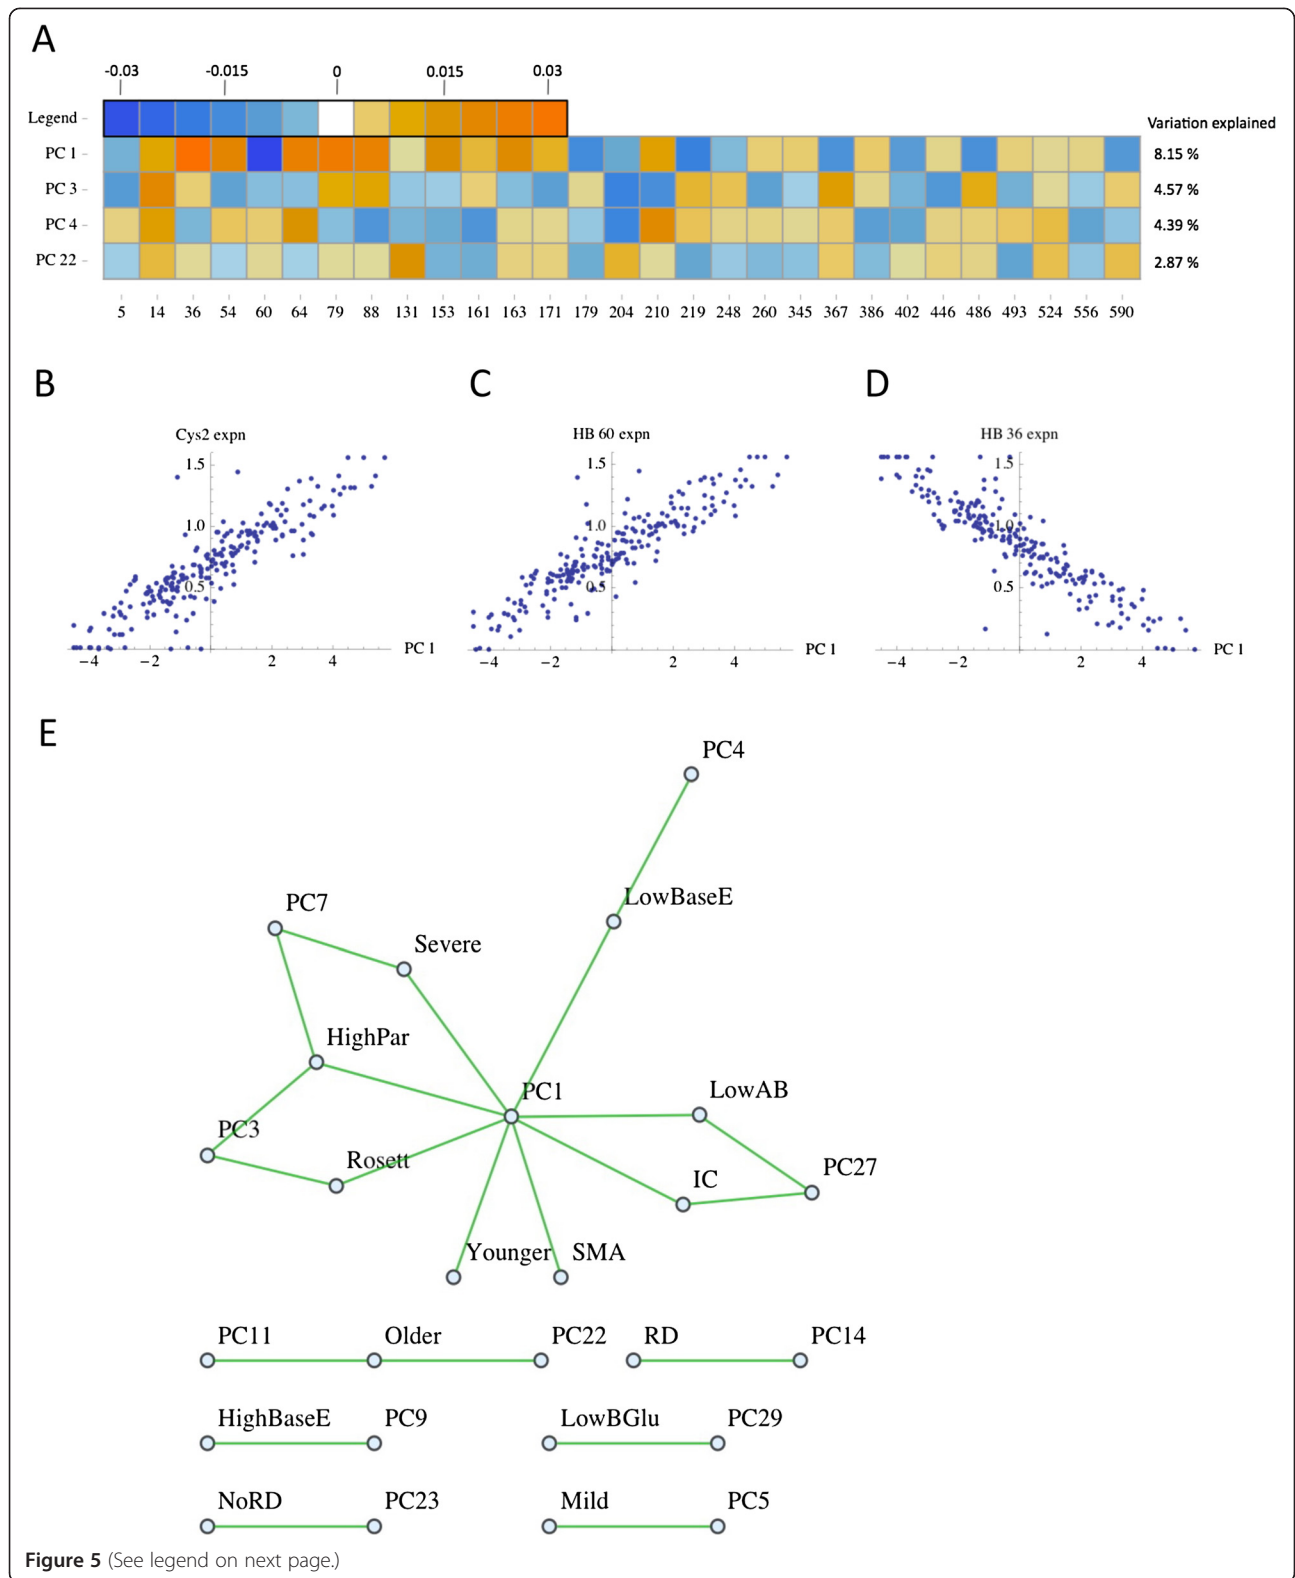 A
-0.03 -0.015 0 0.015 0.03
Legend
Variation explained
PC 1 8.15 %
PC 3 4.57 %
PC 4 4.39 %
PC 22 2.87 %
5 14 36 54 60 64 79 88 131 153 161 163 171 179 204 210 219 248 260 345 367 386 402 446 486 493 524 556 590
B C D
Cys2 expn HB 60 expn HB 36 expn
1.5 1.5 1.5
1.0 1.0 1.0
0.5 0.5 0.5
−4 −2 2 4 PC 1 −4 −2 2 4 PC 1 −4 −2 2 4 PC 1
E
PC4
LowBaseE
PC7
Severe
HighPar
PC1 LowAB
PC3
Rosett
IC PC27
Younger SMA
PC11 Older PC22 RD PC14
HighBaseE PC9 LowBGlu PC29
NoRD PC23 Mild PC5
Figure 5 (See legend on next page.)